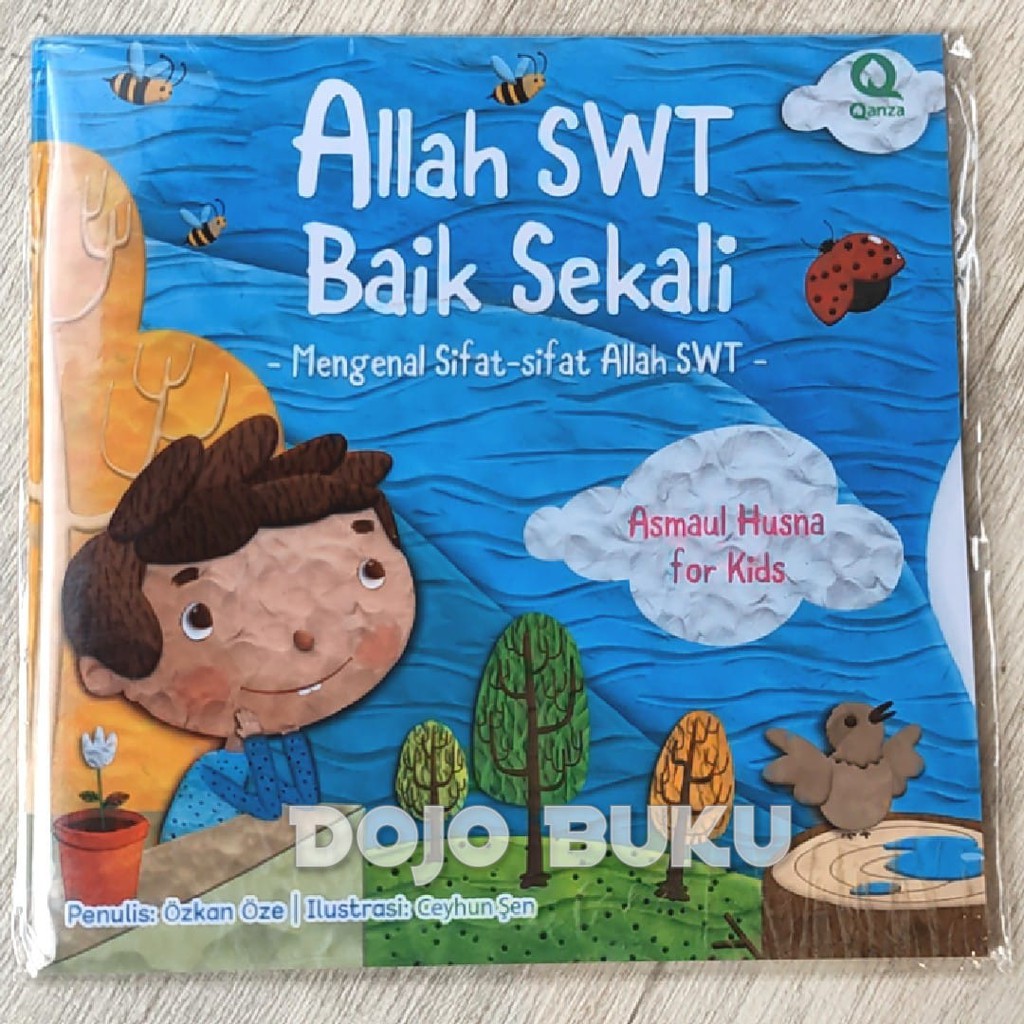 Qanza
Allah SWT
Baik Sekali
- Mengenal Sifat-sifat Allah SWT -
Asmaul Husna
for Kids
DOJO BUKU
Penulis: Özkan Öze | Ilustrasi: Ceyhun Şen